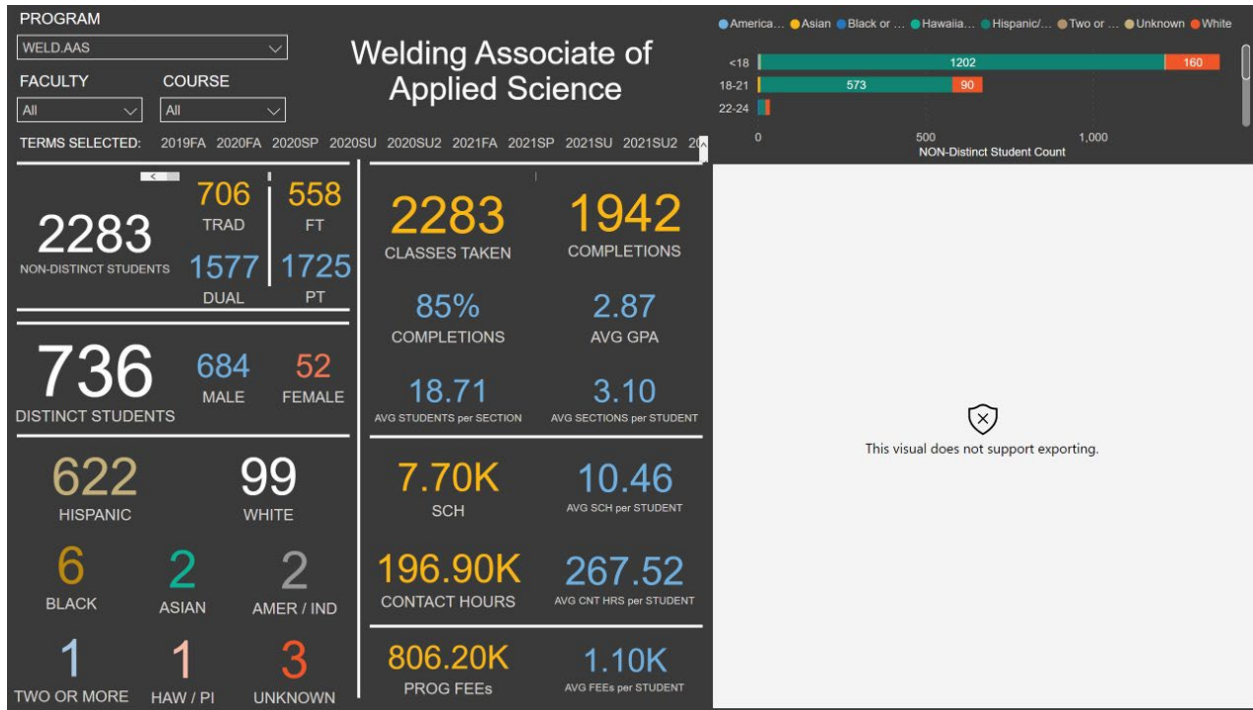 PROGRAM
WELD.AAS
FACULTY COURSE
All All
Welding Associate of
Applied Science
TERMS SELECTED: 2019FA 2020FA 2020SP 2020SU 2020SU2 2021FA 2021SP 2021SU 2021SU2
2283
NON-DISTINCT STUDENTS
706
TRAD
558
FT
1577
DUAL
1725
PT
736
DISTINCT STUDENTS
684
MALE
52
FEMALE
622
HISPANIC
99
WHITE
6
BLACK
2
ASIAN
2
AMER / IND
1
TWO OR MORE
1
HAW / PI
3
UNKNOWN
2283
CLASSES TAKEN
1942
COMPLETIONS
85%
COMPLETIONS
2.87
AVG GPA
18.71
AVG STUDENTS per SECTION
3.10
AVG SECTIONS per STUDENT
7.70K
SCH
10.46
AVG SCH per STUDENT
196.90K
CONTACT HOURS
267.52
AVG CNT HRS per STUDENT
806.20K
PROG FEEs
1.10K
AVG FEEs per STUDENT
America... Asian Black or ... Hawaiia... Hispanic/... Two or ... Unknown White
<18 1202 160
18-21 573 90
22-24
0 500 1,000
NON-Distinct Student Count
This visual does not support exporting.